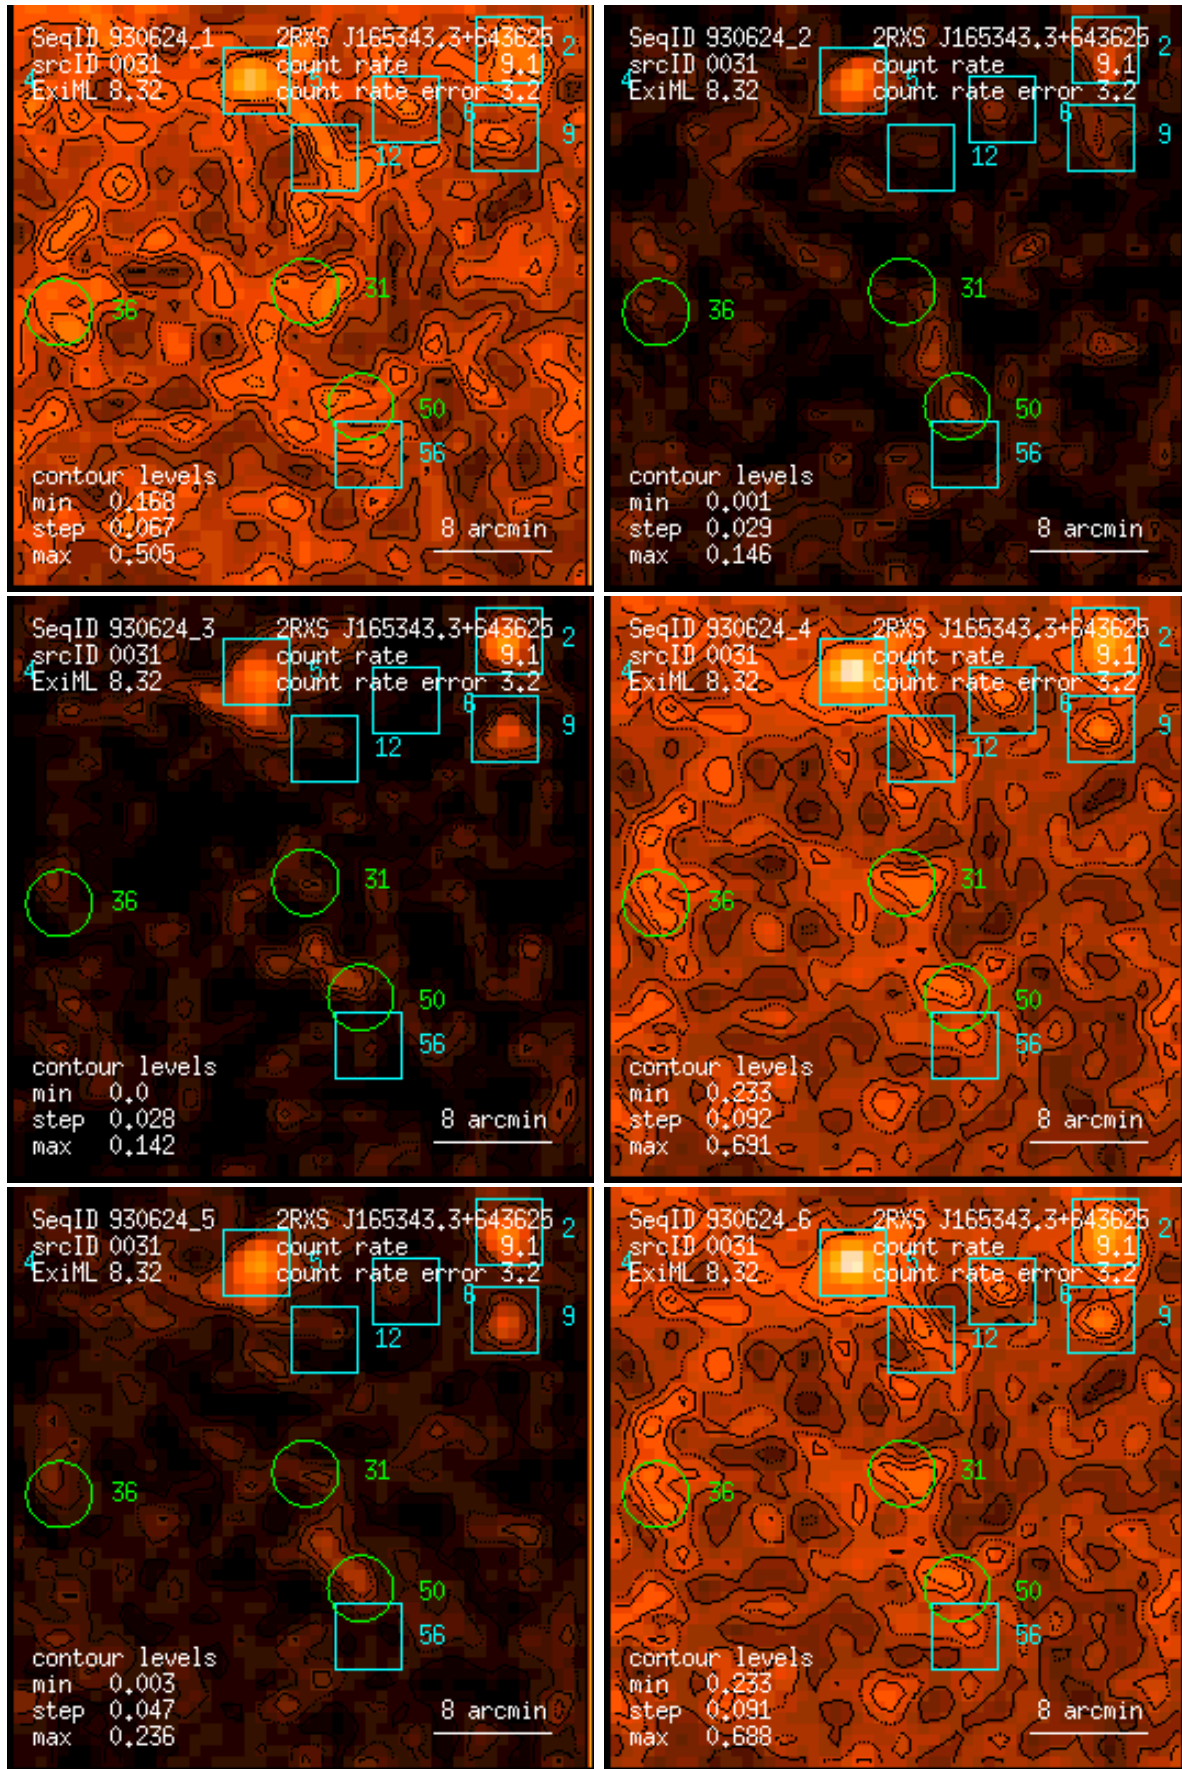 SeqID 930624_1 2RXS J165343.3+643625 2
srcID 0031 count rate 9.1
4 5
ExiML 8.32 count rate error 3.2
8
9
12
31
36
50
56
contour levels
min 0.168
step 0.067 8 arcmin
max 0.505
SeqID 930624_2 2RXS J165343.3+643625 2
srcID 0031 count rate 9.1
4 5
ExiML 8.32 count rate error 3.2
8
9
12
31
36
50
56
contour levels
min 0.001
step 0.029 8 arcmin
max 0.146
SeqID 930624_3 2RXS J165343.3+643625 2
srcID 0031 count rate 9.1
4 5
ExiML 8.32 count rate error 3.2
8
9
12
31
36
50
56
contour levels
min 0.0
step 0.028 8 arcmin
max 0.142
SeqID 930624_4 2RXS J165343.3+643625 2
srcID 0031 count rate 9.1
4 5
ExiML 8.32 count rate error 3.2
8
9
12
31
36
50
56
contour levels
min 0.233
step 0.092 8 arcmin
max 0.691
SeqID 930624_5 2RXS J165343.3+643625 2
srcID 0031 count rate 9.1
4 5
ExiML 8.32 count rate error 3.2
8
9
12
31
36
50
56
contour levels
min 0.003
step 0.047 8 arcmin
max 0.236
SeqID 930624_6 2RXS J165343.3+643625 2
srcID 0031 count rate 9.1
4 5
ExiML 8.32 count rate error 3.2
8
9
12
31
36
50
56
contour levels
min 0.233
step 0.091 8 arcmin
max 0.688